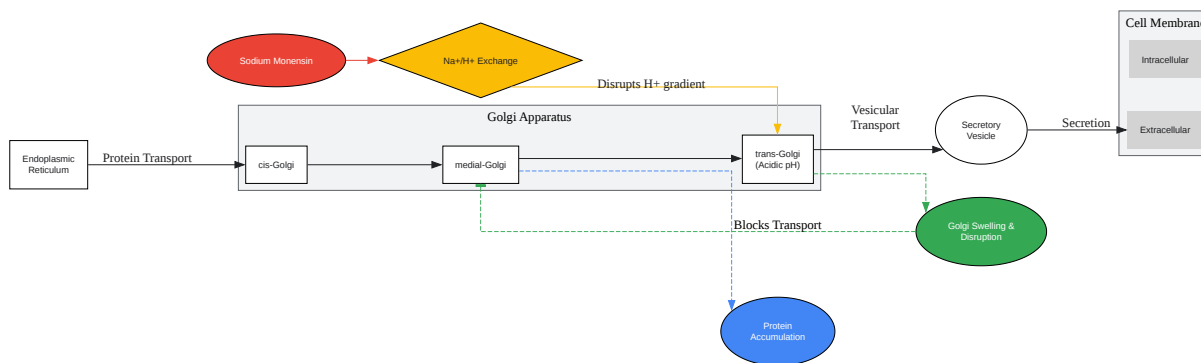 Cell Membrane
Sodium Monensin
Na+/H+ Exchange
Intracellular
Disrupts H+ gradient
Golgi Apparatus
Vesicular
Transport
Secretory
Vesicle
Secretion
Extracellular
Endoplasmic
Reticulum
Protein Transport
cis-Golgi
medial-Golgi
trans-Golgi
(Acidic pH)
Blocks Transport
Golgi Swelling &
Disruption
Protein
Accumulation